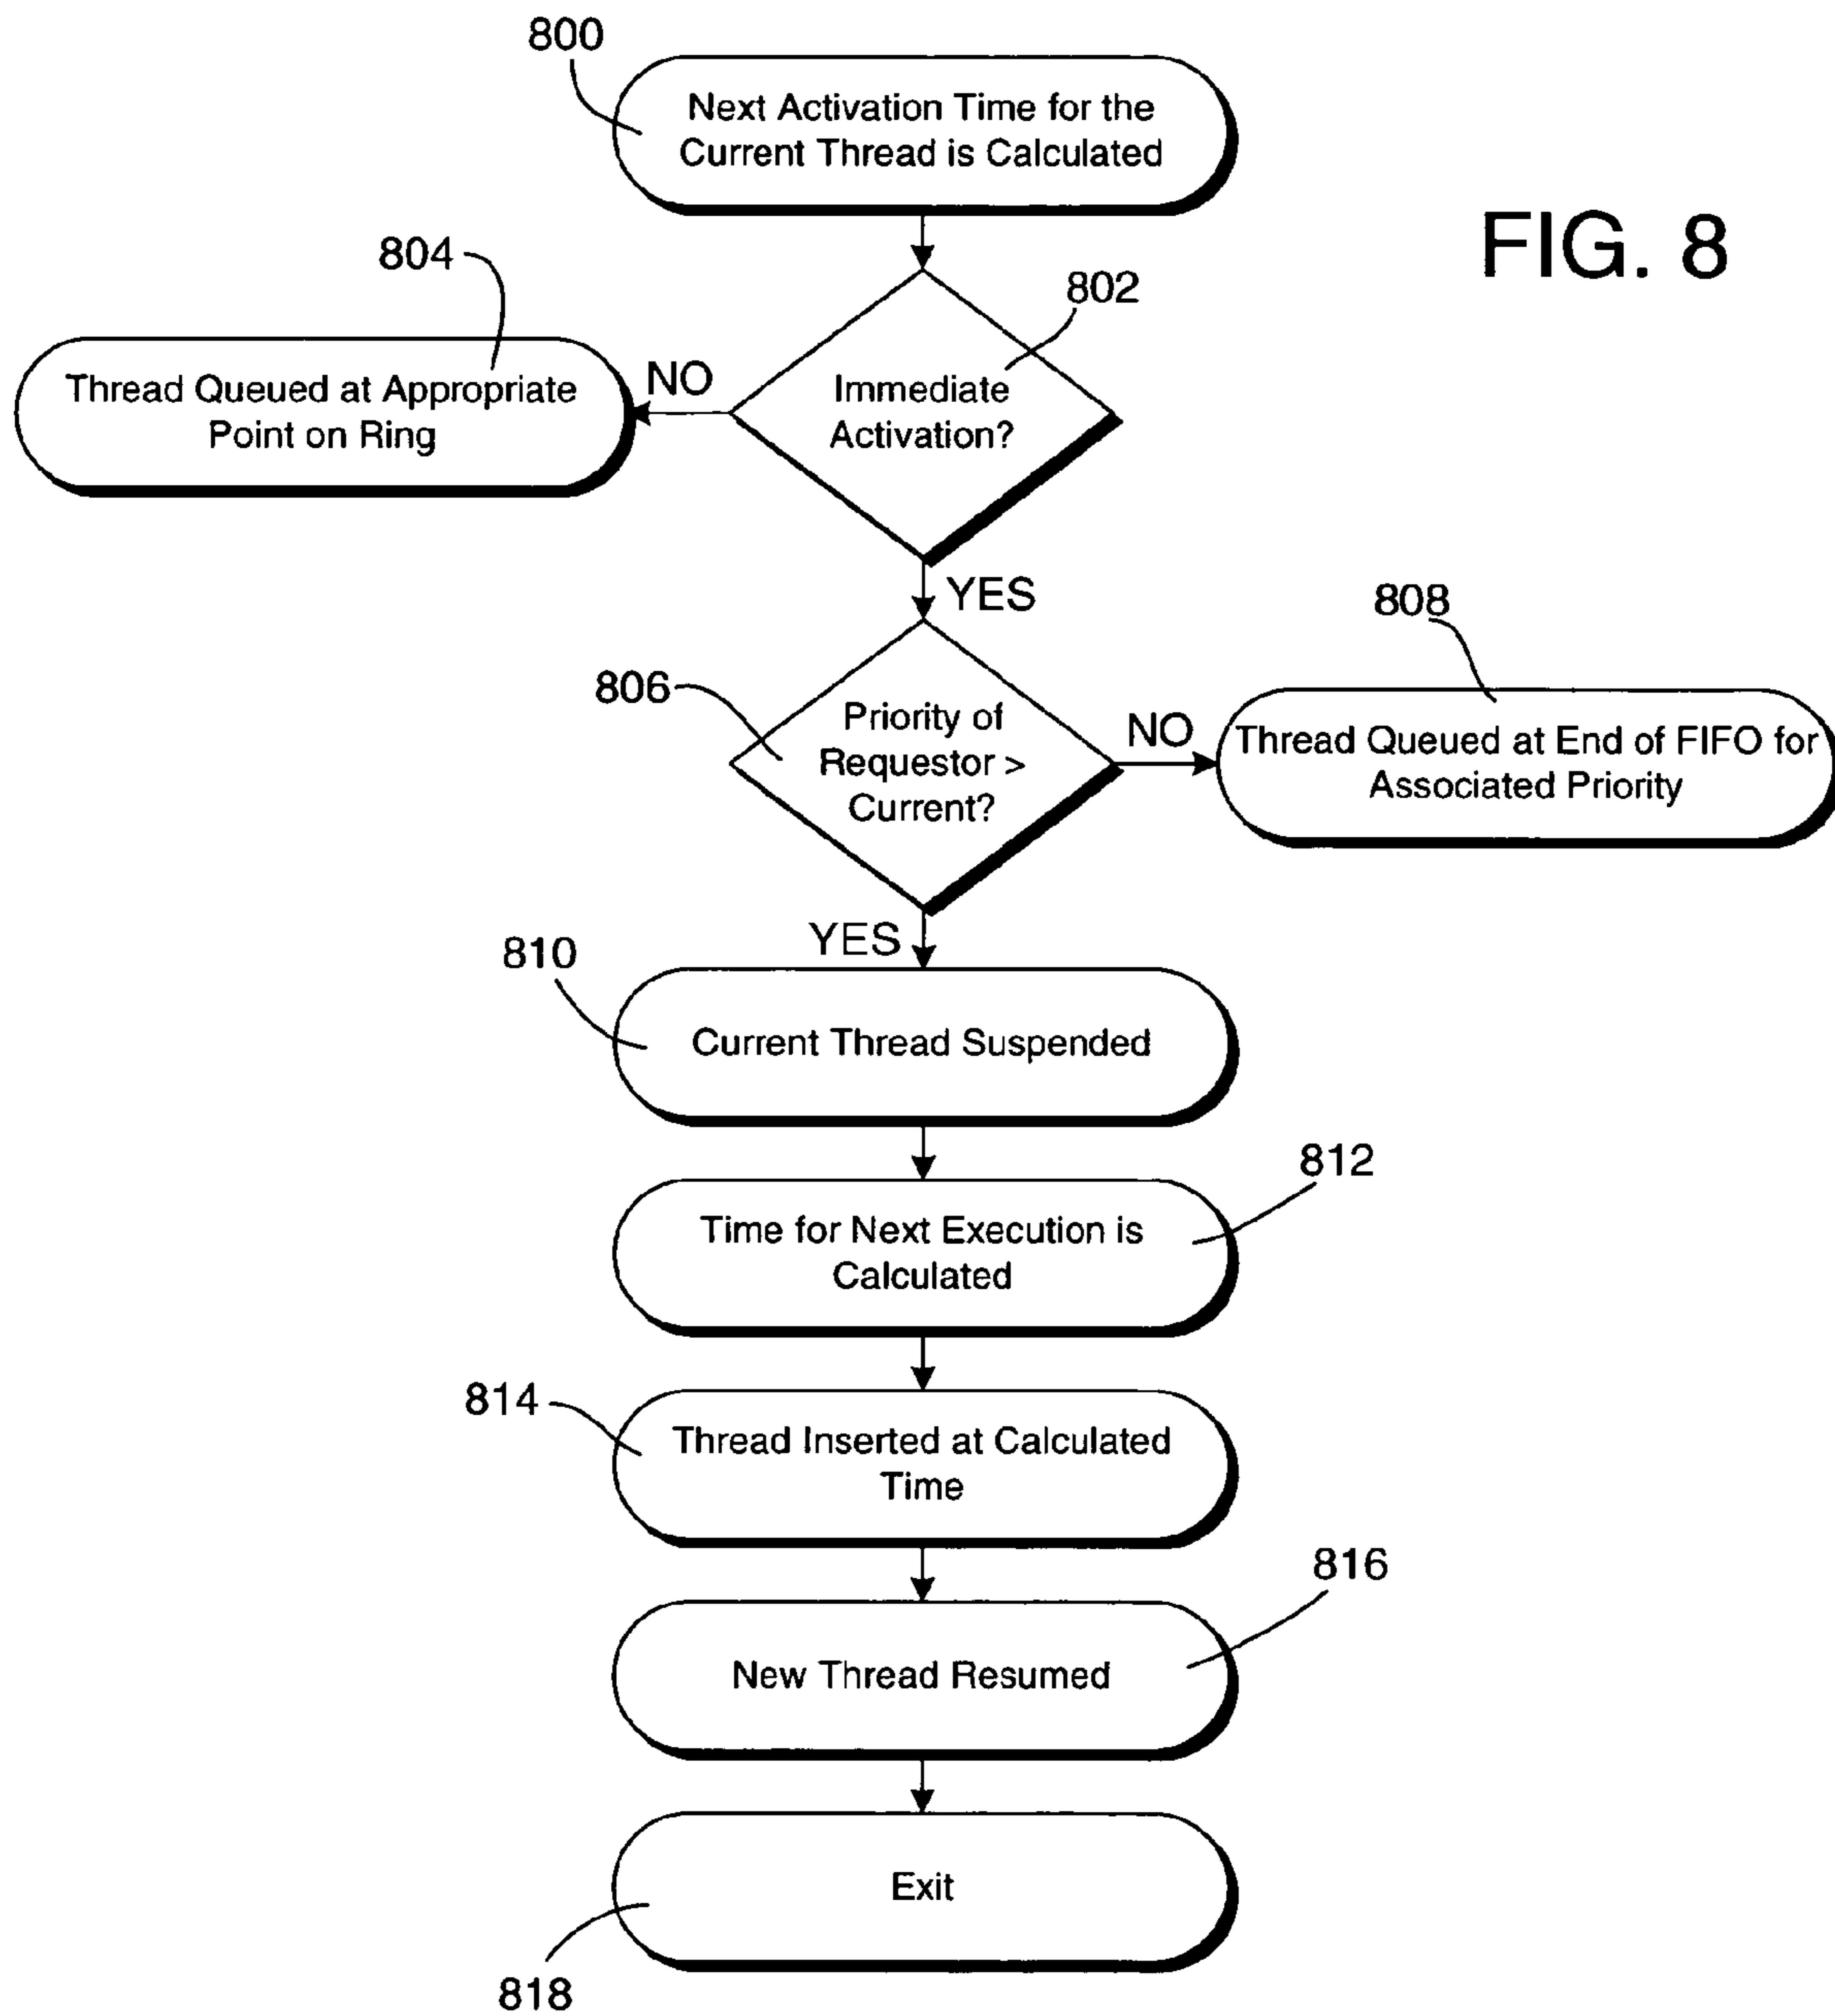 800
Next Activation Time for the
Current Thread is Calculated
FIG. 8
804
802
Thread Queued at Appropriate
Point on Ring
NO
Immediate
Activation?
YES
808
806
Priority of
Requestor >
Current?
NO
Thread Queued at End of FIFO for
Associated Priority
YES
810
Current Thread Suspended
812
Time for Next Execution is
Calculated
814
Thread Inserted at Calculated
Time
816
New Thread Resumed
Exit
818